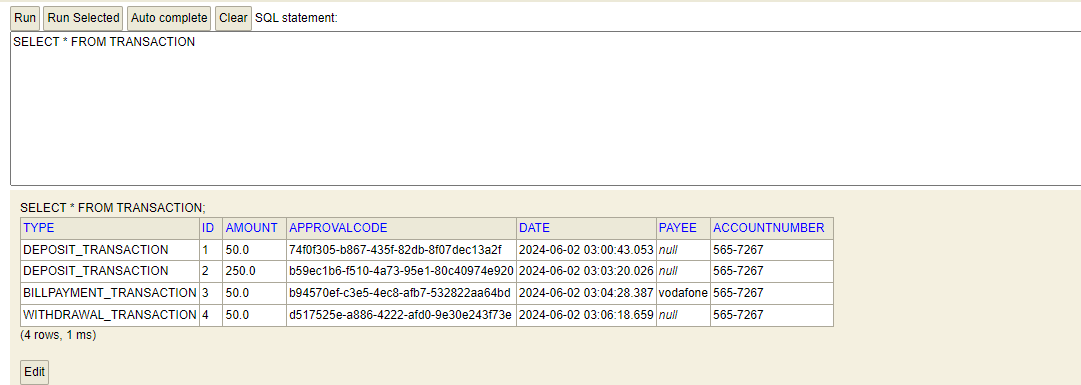 Run Run Selected Auto complete Clear SQL statement:
SELECT * FROM TRANSACTION
SELECT * FROM TRANSACTION;
TYPE ID AMOUNT APPROVALCODE DATE PAYEE ACCOUNTNUMBER
DEPOSIT_TRANSACTION 1 50.0 74f0f305-b867-435f-82db-8f07dec13a2f 2024-06-02 03:00:43.053 null 565-7267
DEPOSIT_TRANSACTION 2 250.0 b59ec1b6-f510-4a73-95e1-80c40974e920 2024-06-02 03:03:20.026 null 565-7267
BILLPAYMENT_TRANSACTION 3 50.0 b94570ef-c3e5-4ec8-afb7-532822aa64bd 2024-06-02 03:04:28.387 vodafone 565-7267
WITHDRAWAL_TRANSACTION 4 50.0 d517525e-a886-4222-afd0-9e30e243f73e 2024-06-02 03:06:18.659 null 565-7267
(4 rows, 1 ms)
Edit